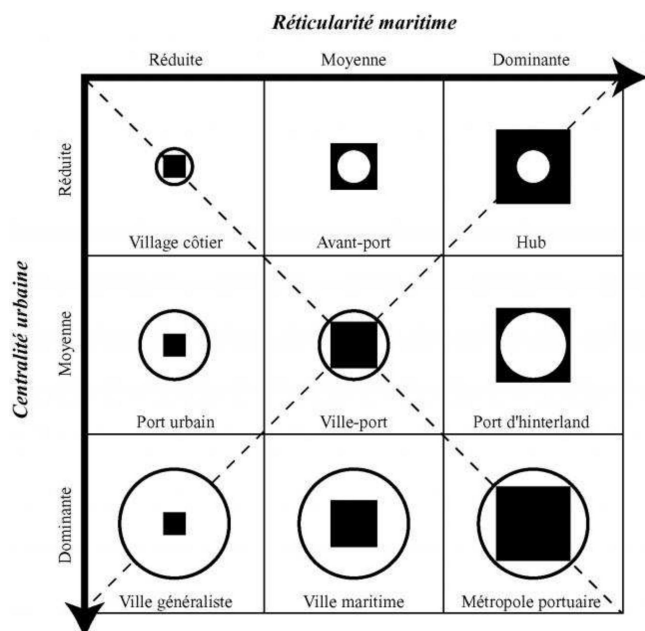 Réticularité maritime
Réduite
Moyenne
Dominante
Centralité urbaine
Réduite
Village côtier
Avant-port
Hub
Moyenne
Port urbain
Ville-port
Port d'hinterland
Dominante
Ville généraliste
Ville maritime
Métropole portuaire